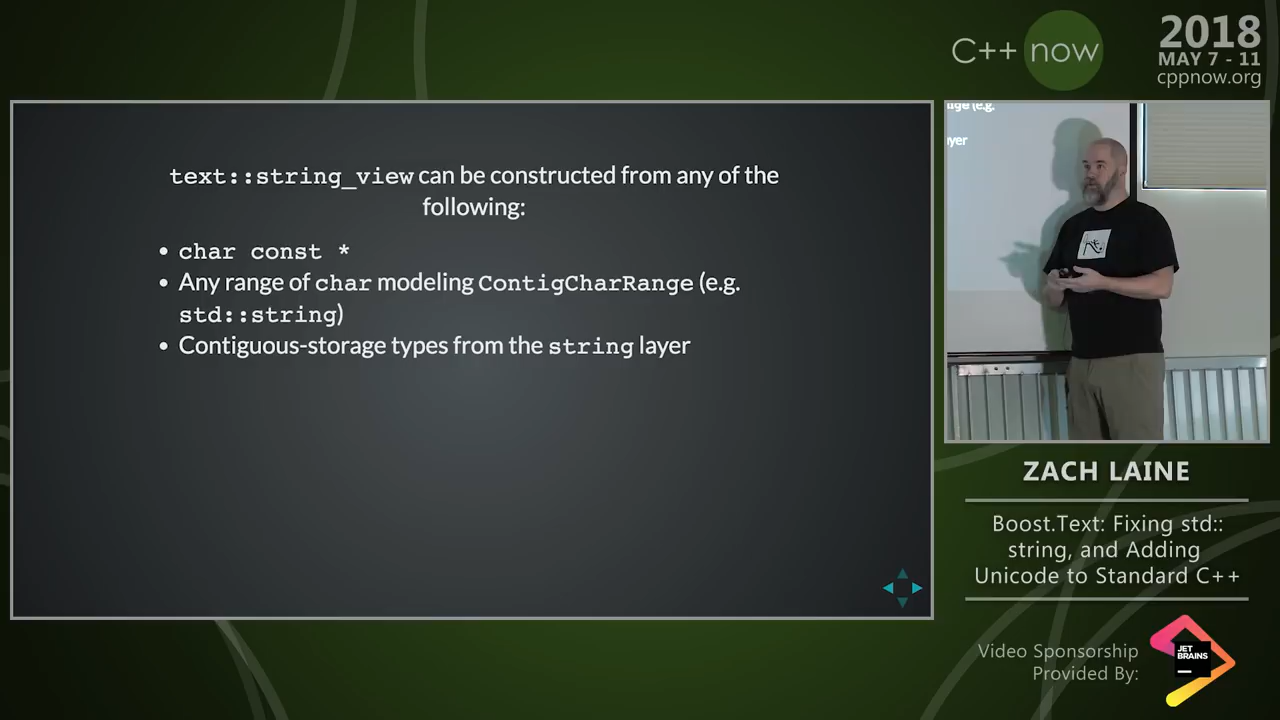 C++ now
2018
MAY 7 - 11
cppnow.org
text::string_view can be constructed from any of the
following:
• char const *
• Any range of char modeling ContigCharRange (e.g.
std::string)
• Contiguous-storage types from the string layer
nge (e.g.
yer
ZACH LAINE
Boost.Text: Fixing std::
string, and Adding
Unicode to Standard C++
Video Sponsorship
Provided By:
JET
BRAINS